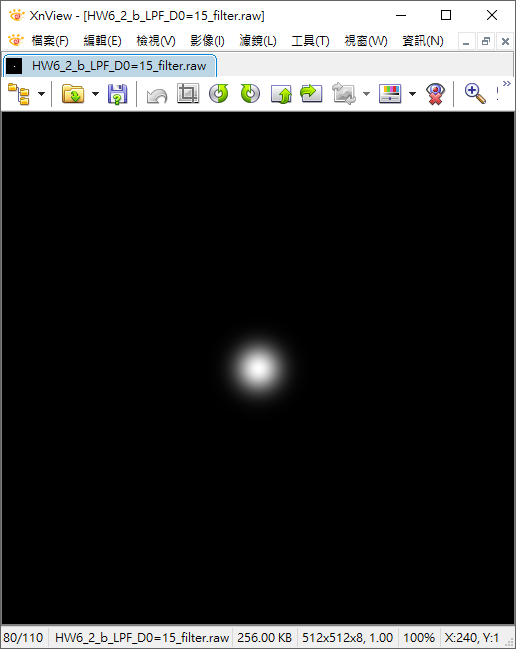 XnView - [HW6_2_b_LPF_D0=15_filter.raw]
檔案(F) 編輯(E) 檢視(V) 影像(I) 濾鏡(L) 工具(T) 視窗(W) 資訊(N)
HW6_2_b_LPF_D0=15_filter.raw
80/110 HW6_2_b_LPF_D0=15_filter.raw 256.00 KB 512x512x8, 1.00 100% X:240, Y:1